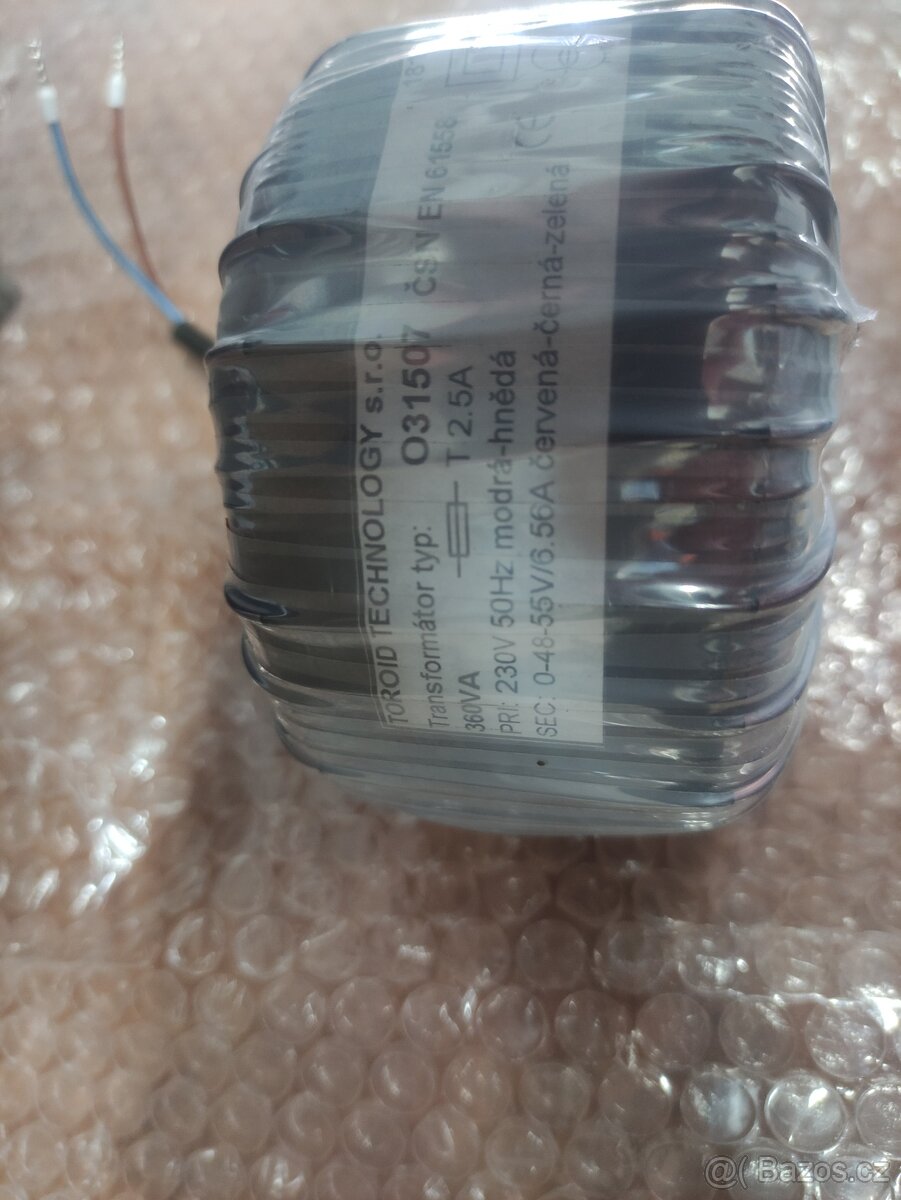 TOROID TECHNOLOGY s.r.o.
Transformátor typ: O31507 ČSN EN 61558
360VA T 2.5A CE
PRI: 230V 50Hz modrá-hnědá
SEC: 0-48-55V/6.56A červená-černá-zelená
@( Bazos.cz